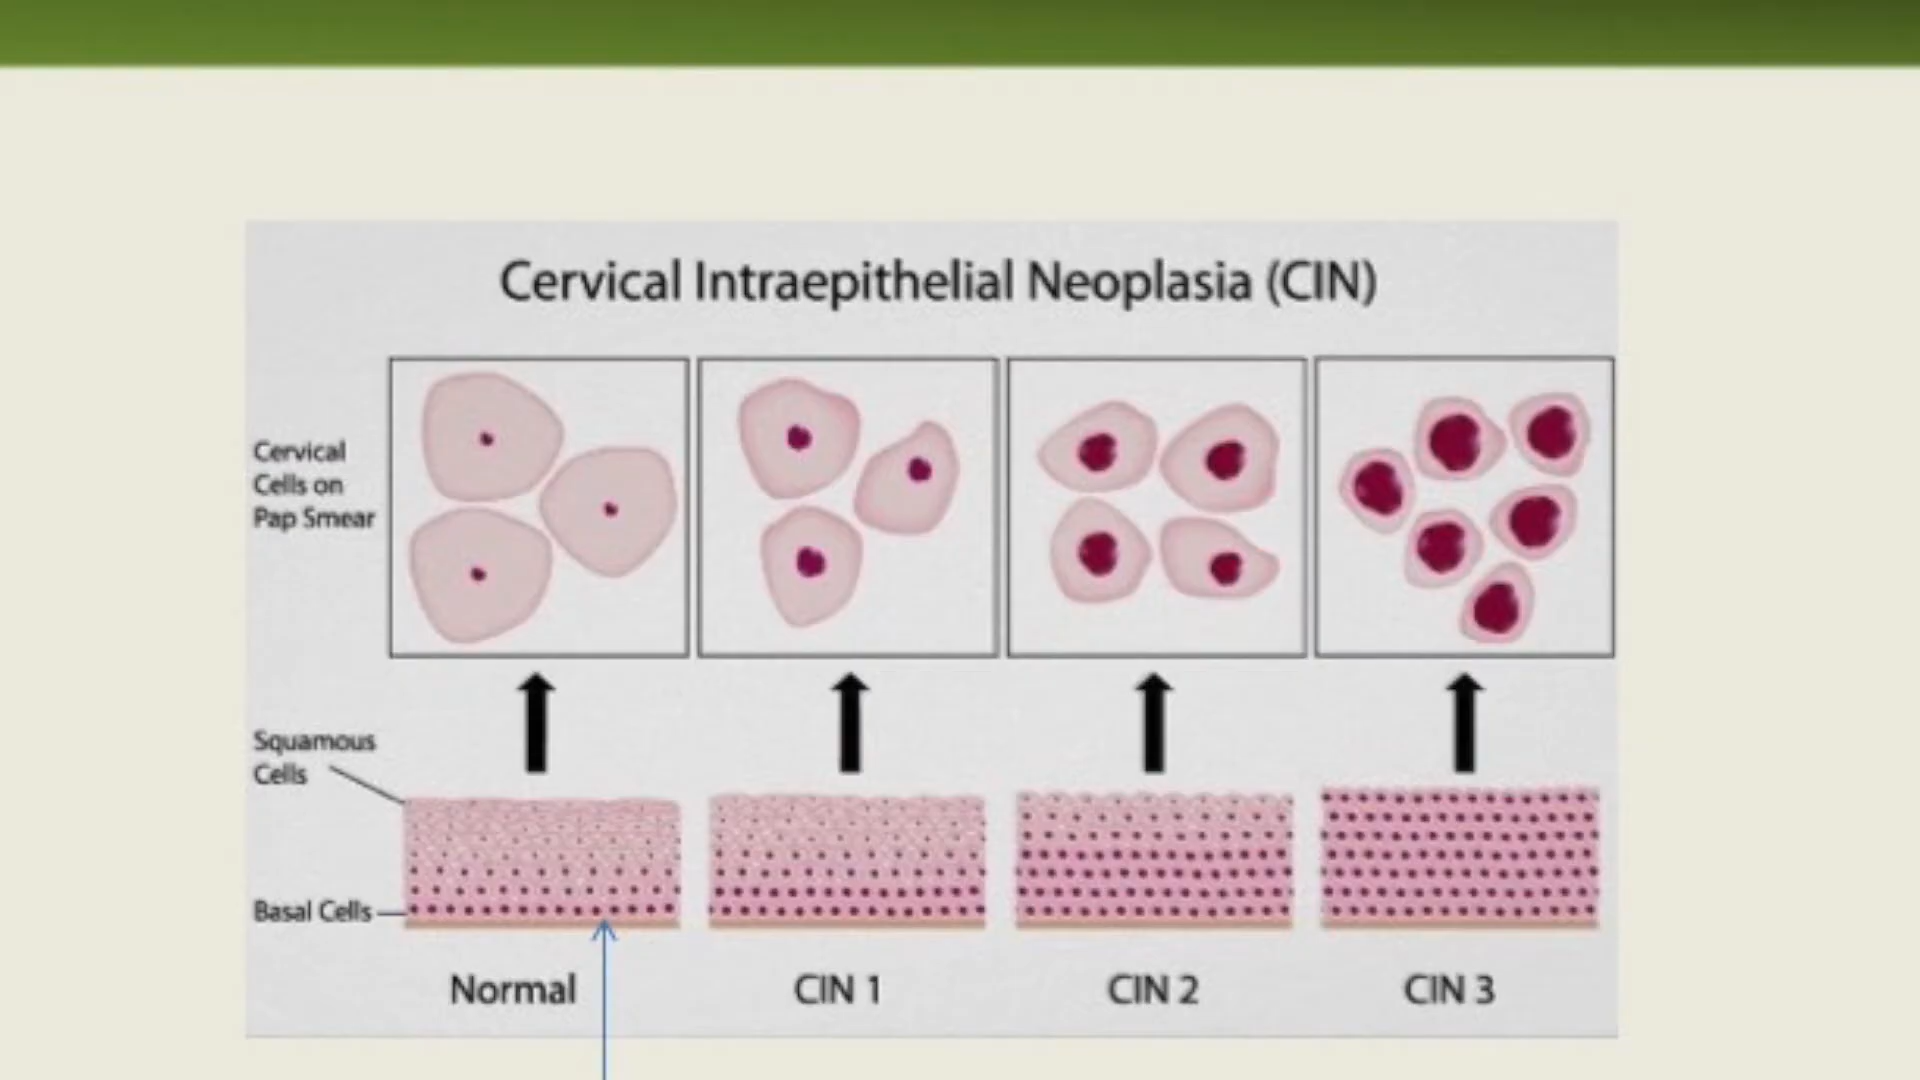 Cervical Intraepithelial Neoplasia (CIN)
Cervical
Cells on
Pap Smear
Squamous
Cells
Basal Cells
Normal
CIN 1
CIN 2
CIN 3